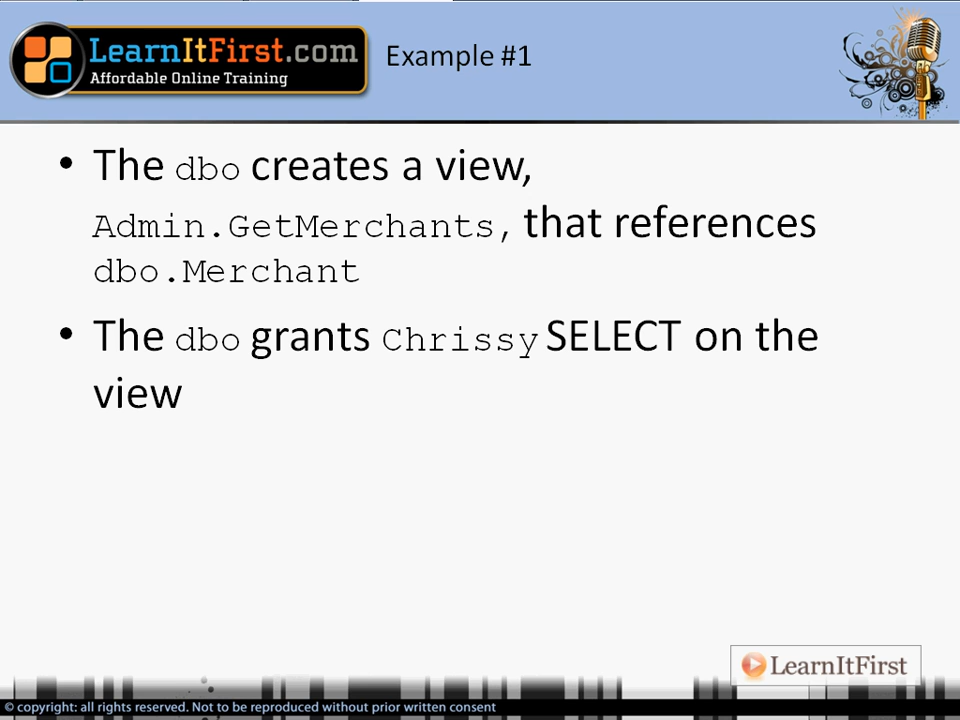 LearnItFirst.com
Affordable Online Training
Example #1
• The dbo creates a view,
Admin.GetMerchants, that references
dbo.Merchant
• The dbo grants Chrissy SELECT on the
view
LearnItFirst
© copyright: all rights reserved. Not to be reproduced without prior written consent